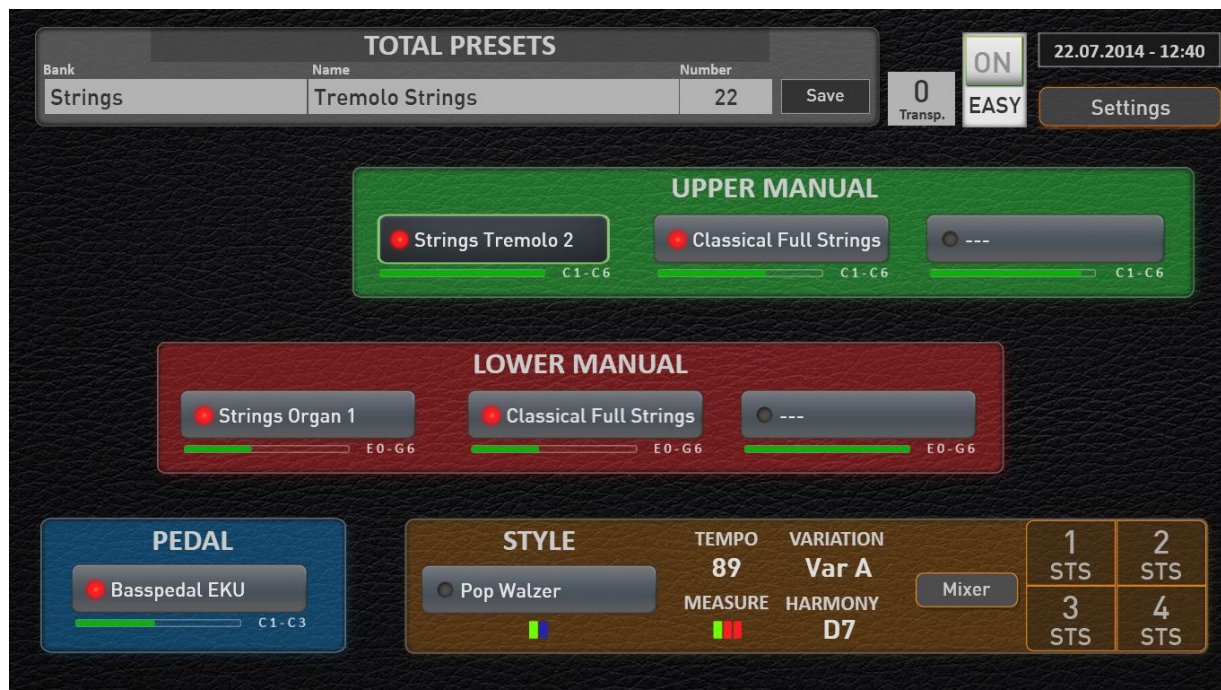 TOTAL PRESETS
Bank Name Number
Strings Tremolo Strings 22 Save
0
Transp.
ON
EASY
22.07.2014 - 12:40
Settings
UPPER MANUAL
Strings Tremolo 2 Classical Full Strings ---
C1-C6 C1-C6 C1-C6
LOWER MANUAL
Strings Organ 1 Classical Full Strings ---
E0-G6 E0-G6 E0-G6
PEDAL
Basspedal EKU
C1-C3
STYLE
Pop Walzer
TEMPO VARIATION
89 Var A
MEASURE HARMONY
D7
Mixer
1 2
STS STS
3 4
STS STS